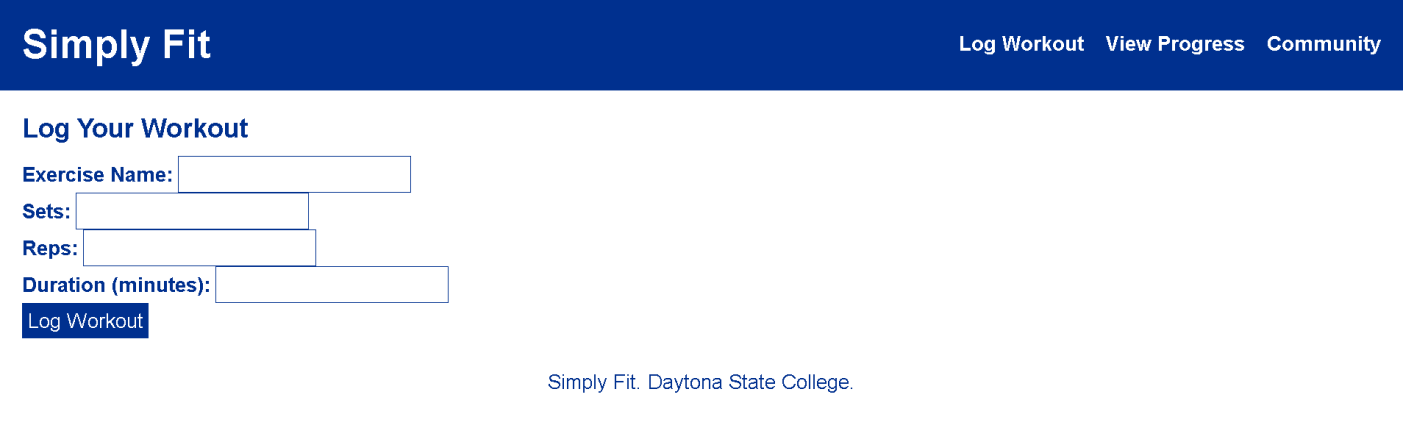 Simply Fit
Log Workout View Progress Community
Log Your Workout
Exercise Name:
Sets:
Reps:
Duration (minutes):
Log Workout
Simply Fit. Daytona State College.